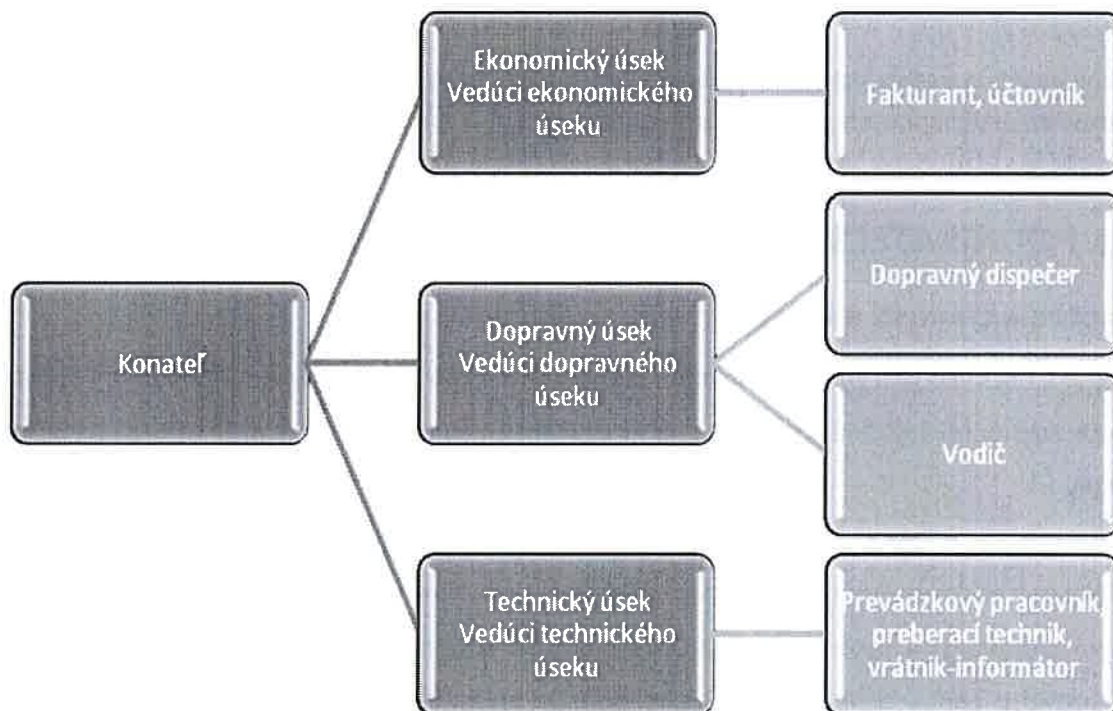 Ekonomický úsek
Vedúci ekonomického
úseku
Fakturant, účtovník
Dopravný dispečer
Konateľ
Dopravný úsek
Vedúci dopravného
úseku
Vodič
Technický úsek
Vedúci technického
úseku
Prevádzkový pracovník,
preberací technik,
vrátnik-informátor